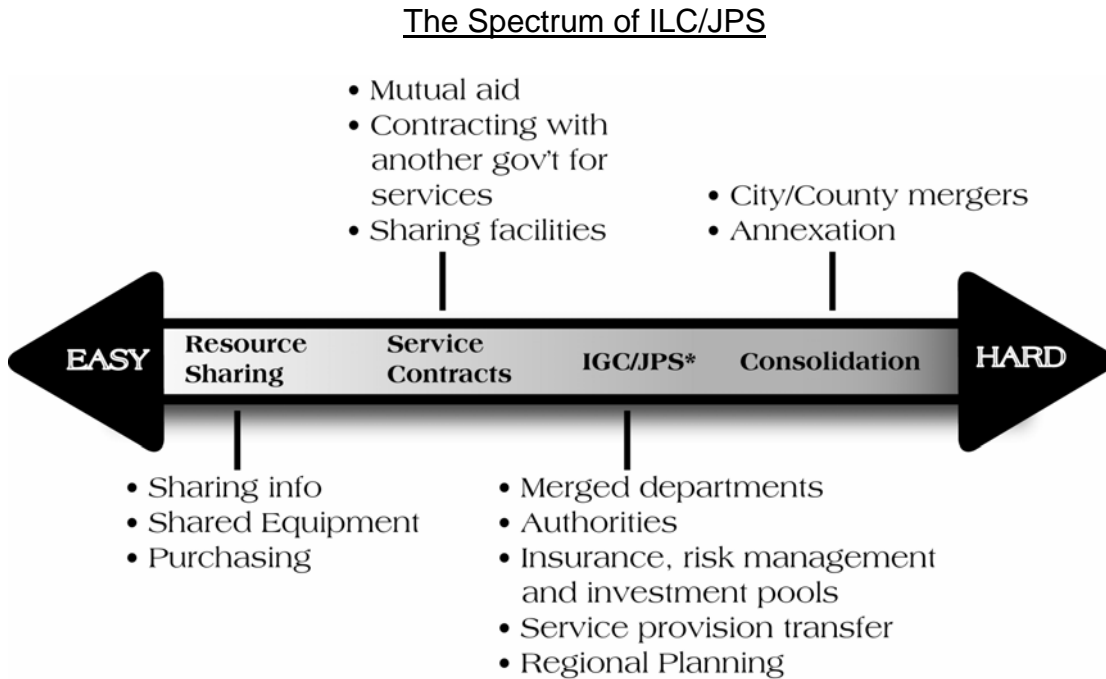 The Spectrum of ILC/JPS
• Mutual aid
• Contracting with
another gov't for
services
• Sharing facilities
• City/County mergers
• Annexation
EASY
Resource
Sharing
Service
Contracts
IGC/JPS*
Consolidation
HARD
• Sharing info
• Shared Equipment
• Purchasing
• Merged departments
• Authorities
• Insurance, risk management
and investment pools
• Service provision transfer
• Regional Planning